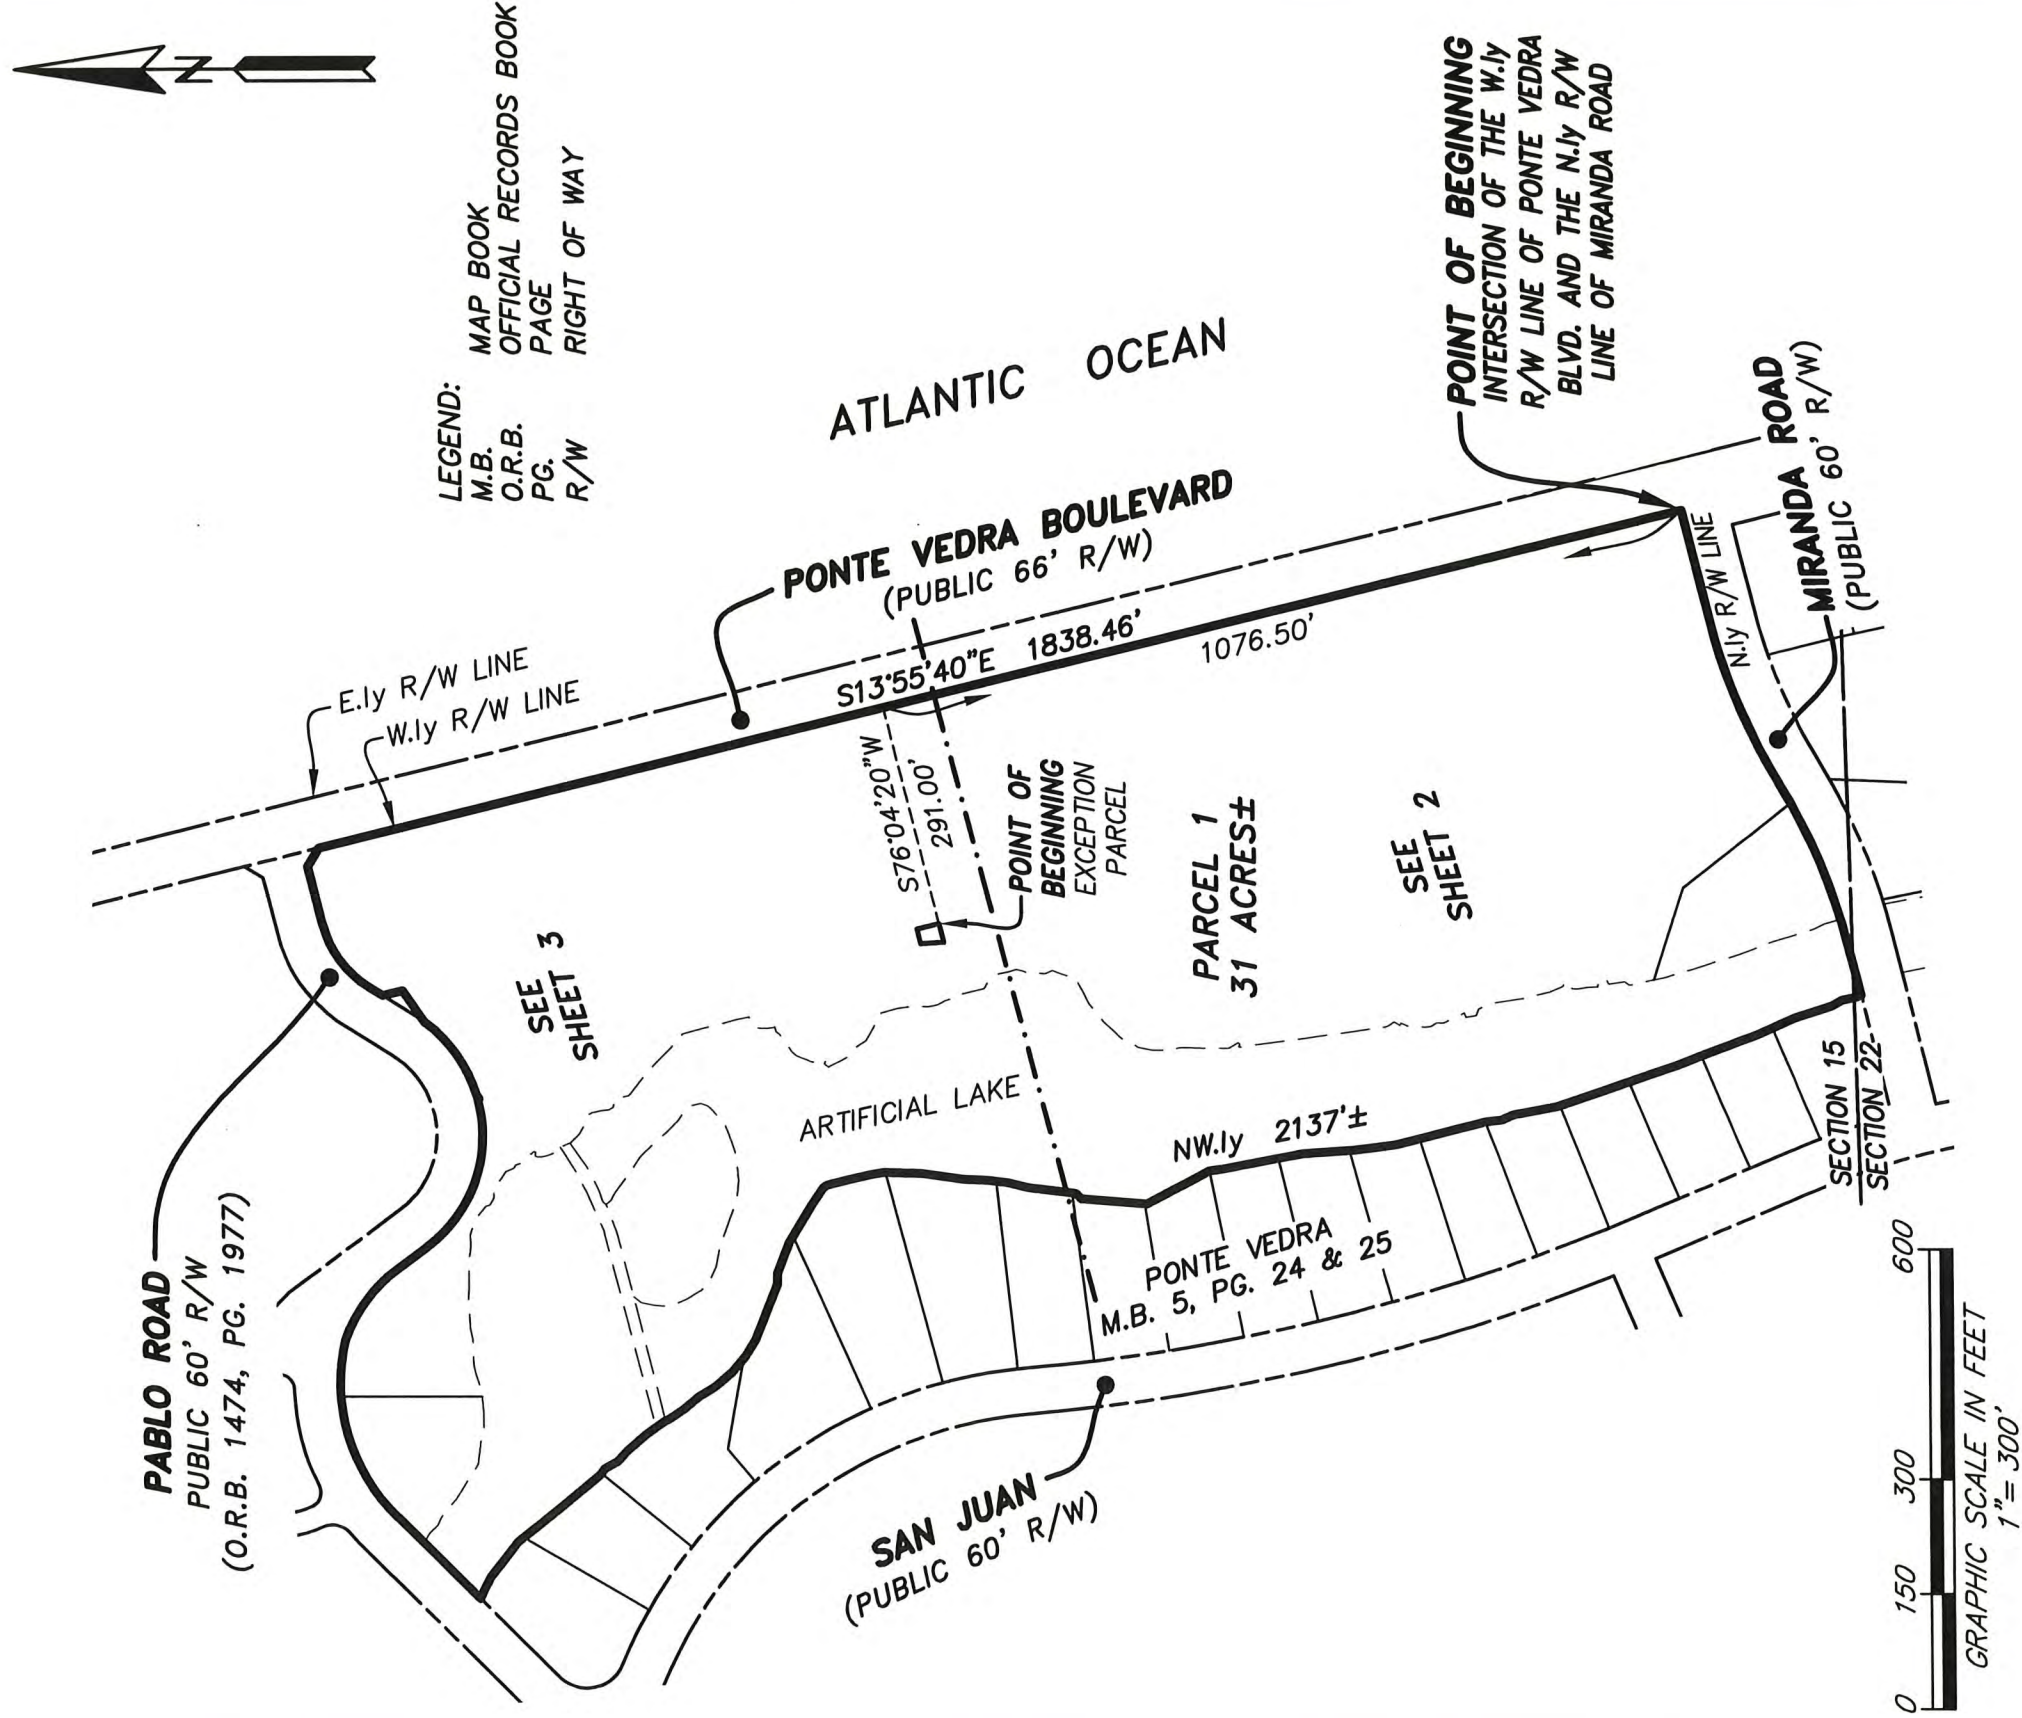 N
LEGEND:
M.B. MAP BOOK
O.R.B. OFFICIAL RECORDS BOOK
PG. PAGE
R/W RIGHT OF WAY
ATLANTIC OCEAN
POINT OF BEGINNING
INTERSECTION OF THE W.ly
R/W LINE OF PONTE VEDRA
BLVD. AND THE N.ly R/W
LINE OF MIRANDA ROAD
MIRANDA ROAD
(PUBLIC 60' R/W)
N.ly R/W LINE
PONTE VEDRA BOULEVARD
(PUBLIC 66' R/W)
S13°55'40"E 1838.46'
1076.50'
E.ly R/W LINE
W.ly R/W LINE
S76°04'20"W
291.00'
POINT OF
BEGINNING
EXCEPTION
PARCEL
PARCEL 1
31 ACRES±
SEE
SHEET 2
SEE
SHEET 3
ARTIFICIAL LAKE
NW.ly 2137'±
PONTE VEDRA
M.B. 5, PG. 24 & 25
SECTION 15
SECTION 22
PABLO ROAD
PUBLIC 60' R/W
(O.R.B. 1474, PG. 1977)
SAN JUAN
(PUBLIC 60' R/W)
0 150 300 600
GRAPHIC SCALE IN FEET
1"= 300'